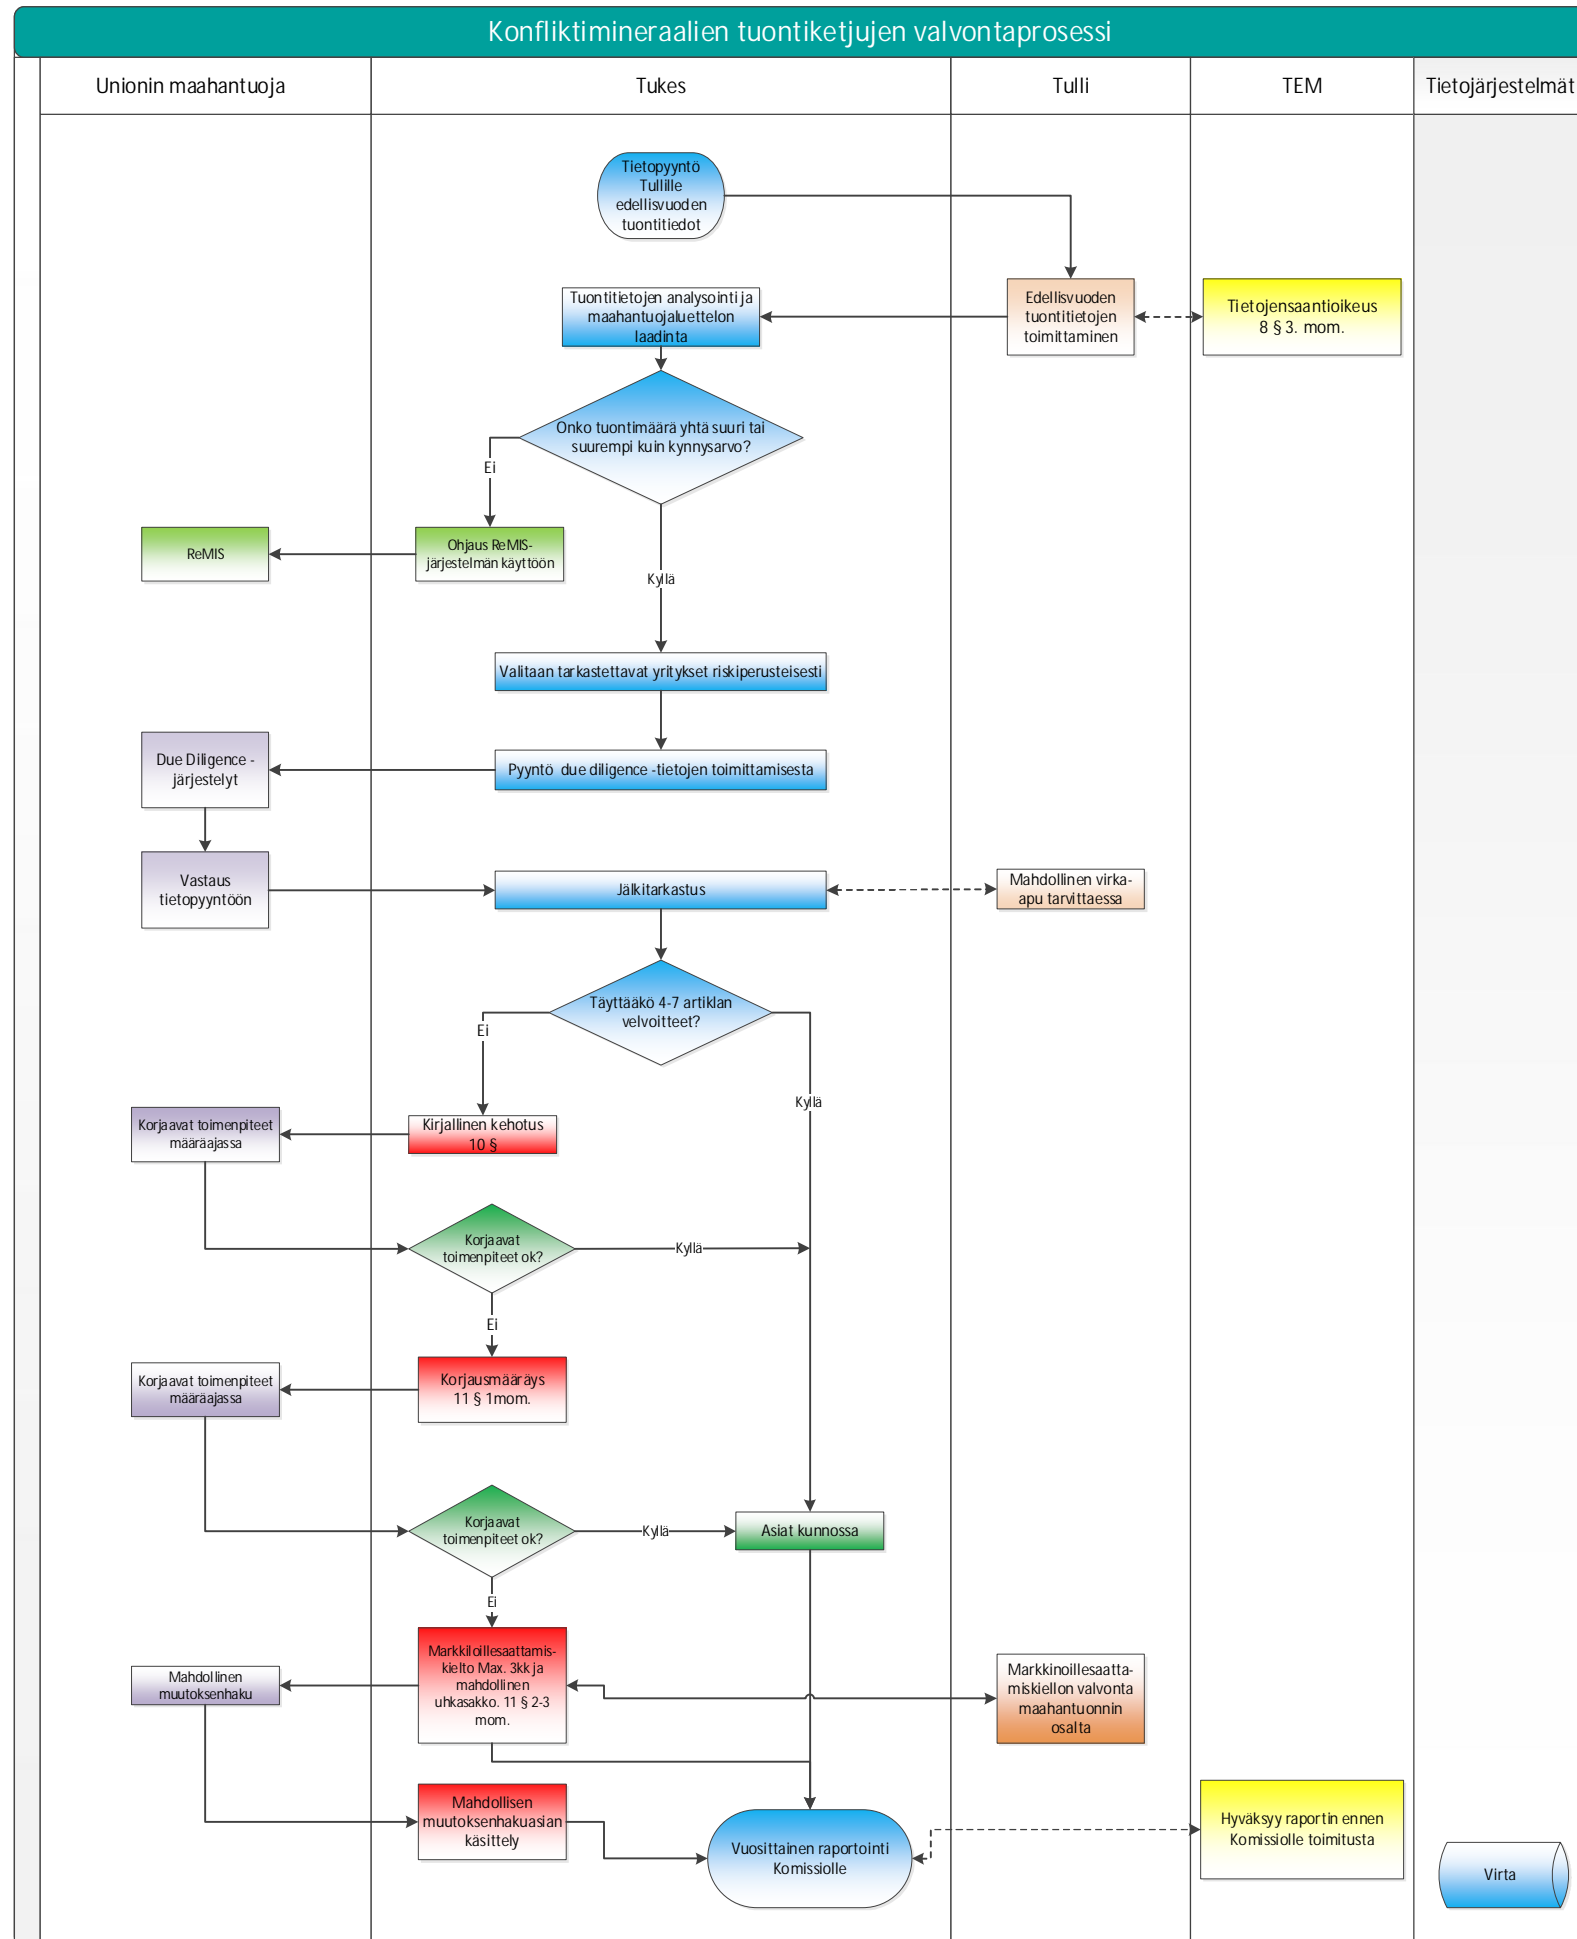 Konfliktimineraalien tuontiketjujen valvontaprosessi
Unionin maahantuoja
Tukes
Tulli
TEM
Tietojärjestelmät
Tietopyyntö
Tullille
edellisvuoden
tuontitiedot
Tuontitietojen analysointi ja
maahantuojaluettelon
laadinta
Edellisvuoden
tuontitietojen
toimittaminen
Tietojensaantioikeus
8 § 3. mom.
Onko tuontimäärä yhtä suuri tai
suurempi kuin kynnysarvo?
Ei
ReMIS
Ohjaus ReMIS-
järjestelmän käyttöön
Kyllä
Valitaan tarkastettavat yritykset riskiperusteisesti
Due Diligence -
järjestelyt
Pyyntö due diligence -tietojen toimittamisesta
Vastaus
tietopyyntöön
Jälkitarkastus
Mahdollinen virka-
apu tarvittaessa
Täyttääkö 4-7 artiklan
velvoitteet?
Ei
Kyllä
Korjaavat toimenpiteet
määräajassa
Kirjallinen kehotus
10 §
Korjaavat
toimenpiteet ok?
Kyllä
Ei
Korjaavat toimenpiteet
määräajassa
Korjausmääräys
11 § 1mom.
Korjaavat
toimenpiteet ok?
Kyllä
Asiat kunnossa
Ei
Mahdollinen
muutoksenhaku
Markkiloillesaattamis-
kielto Max. 3kk ja
mahdollinen
uhkasakko. 11 § 2-3
mom.
Markkinoillesaatta-
miskiellon valvonta
maahantuonnin
osalta
Mahdollisen
muutoksenhakuasian
käsittely
Vuosittainen raportointi
Komissiolle
Hyväksyy raportin ennen
Komissiolle toimitusta
Virta